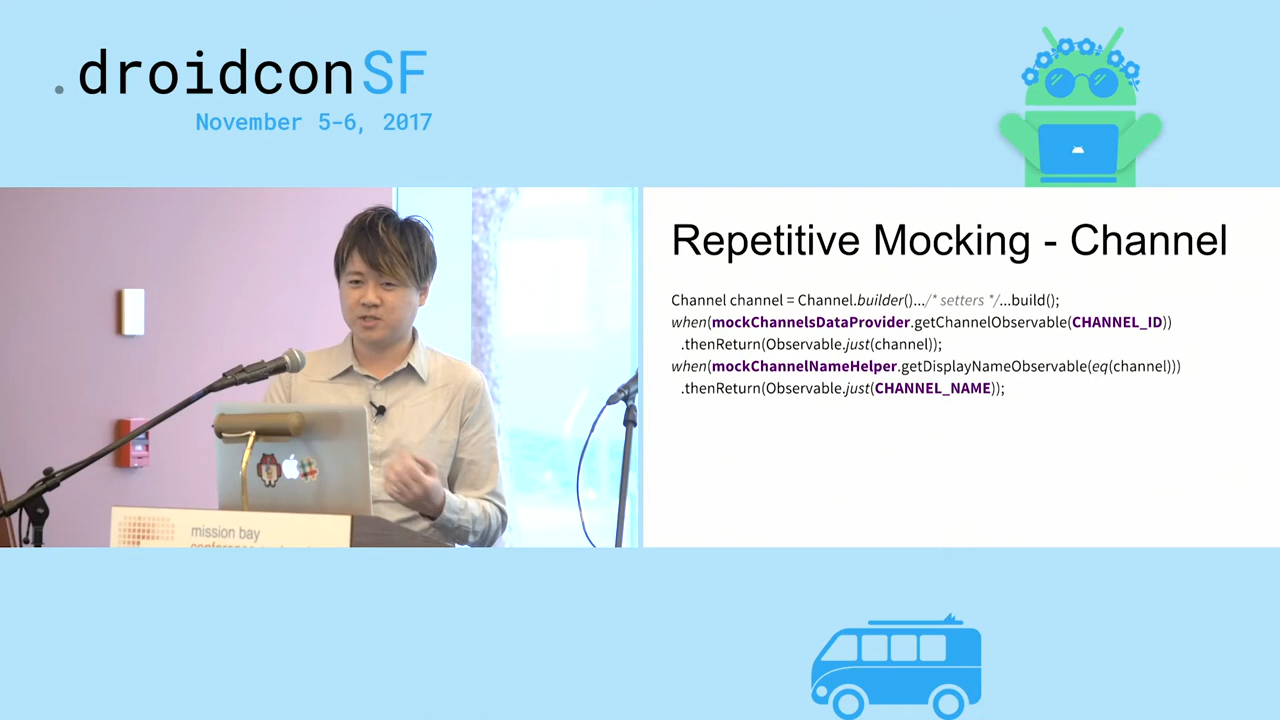 .droidconSF
November 5-6, 2017
Repetitive Mocking - Channel
Channel channel = Channel.builder().../* setters */...build();
when(mockChannelsDataProvider.getChannelObservable(CHANNEL_ID))
.thenReturn(Observable.just(channel));
when(mockChannelNameHelper.getDisplayNameObservable(eq(channel)))
.thenReturn(Observable.just(CHANNEL_NAME));
mission bay